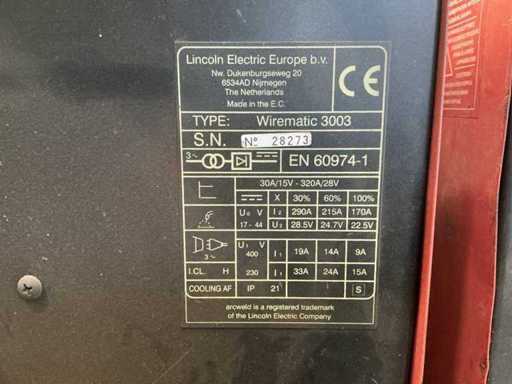 Lincoln Electric Europe b.v.
Nw. Dukenburgseweg 20
6534AD Nijmegen
The Netherlands
Made in the E.C.
CE
TYPE: Wirematic 3003
S.N. Nº 28273
3~ EN 60974-1
30A/15V - 320A/28V
X 30% 60% 100%
U₀ V I₂ 290A 215A 170A
17 - 44 U₂ 28.5V 24.7V 22.5V
U₁ V
3~ 400 I₁ 19A 14A 9A
I.CL. H 230 I₁ 33A 24A 15A
COOLING AF IP 21 S
arcweld is a registered trademark
of the Lincoln Electric Company